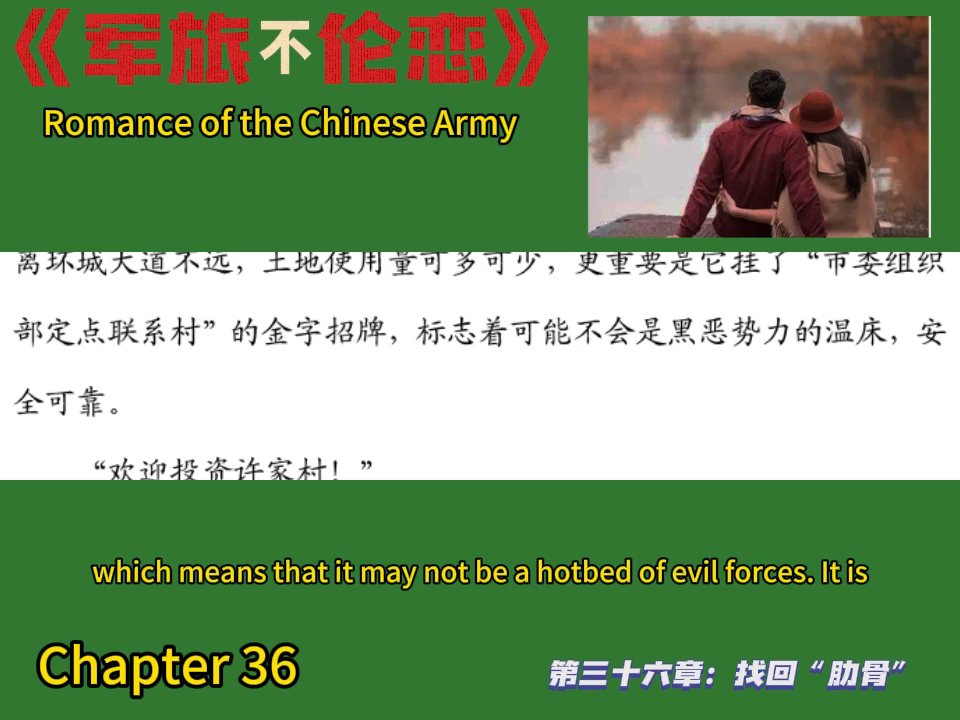 《军旅不伦恋》
Romance of the Chinese Army
离环城大道不远，土地使用量可多可少，更重要是它挂了“市委组织
部定点联系村”的金字招牌，标志着可能不会是黑恶势力的温床，安
全可靠。
“欢迎投资许家村！”
which means that it may not be a hotbed of evil forces. It is
Chapter 36
第三十六章：找回“肋骨”